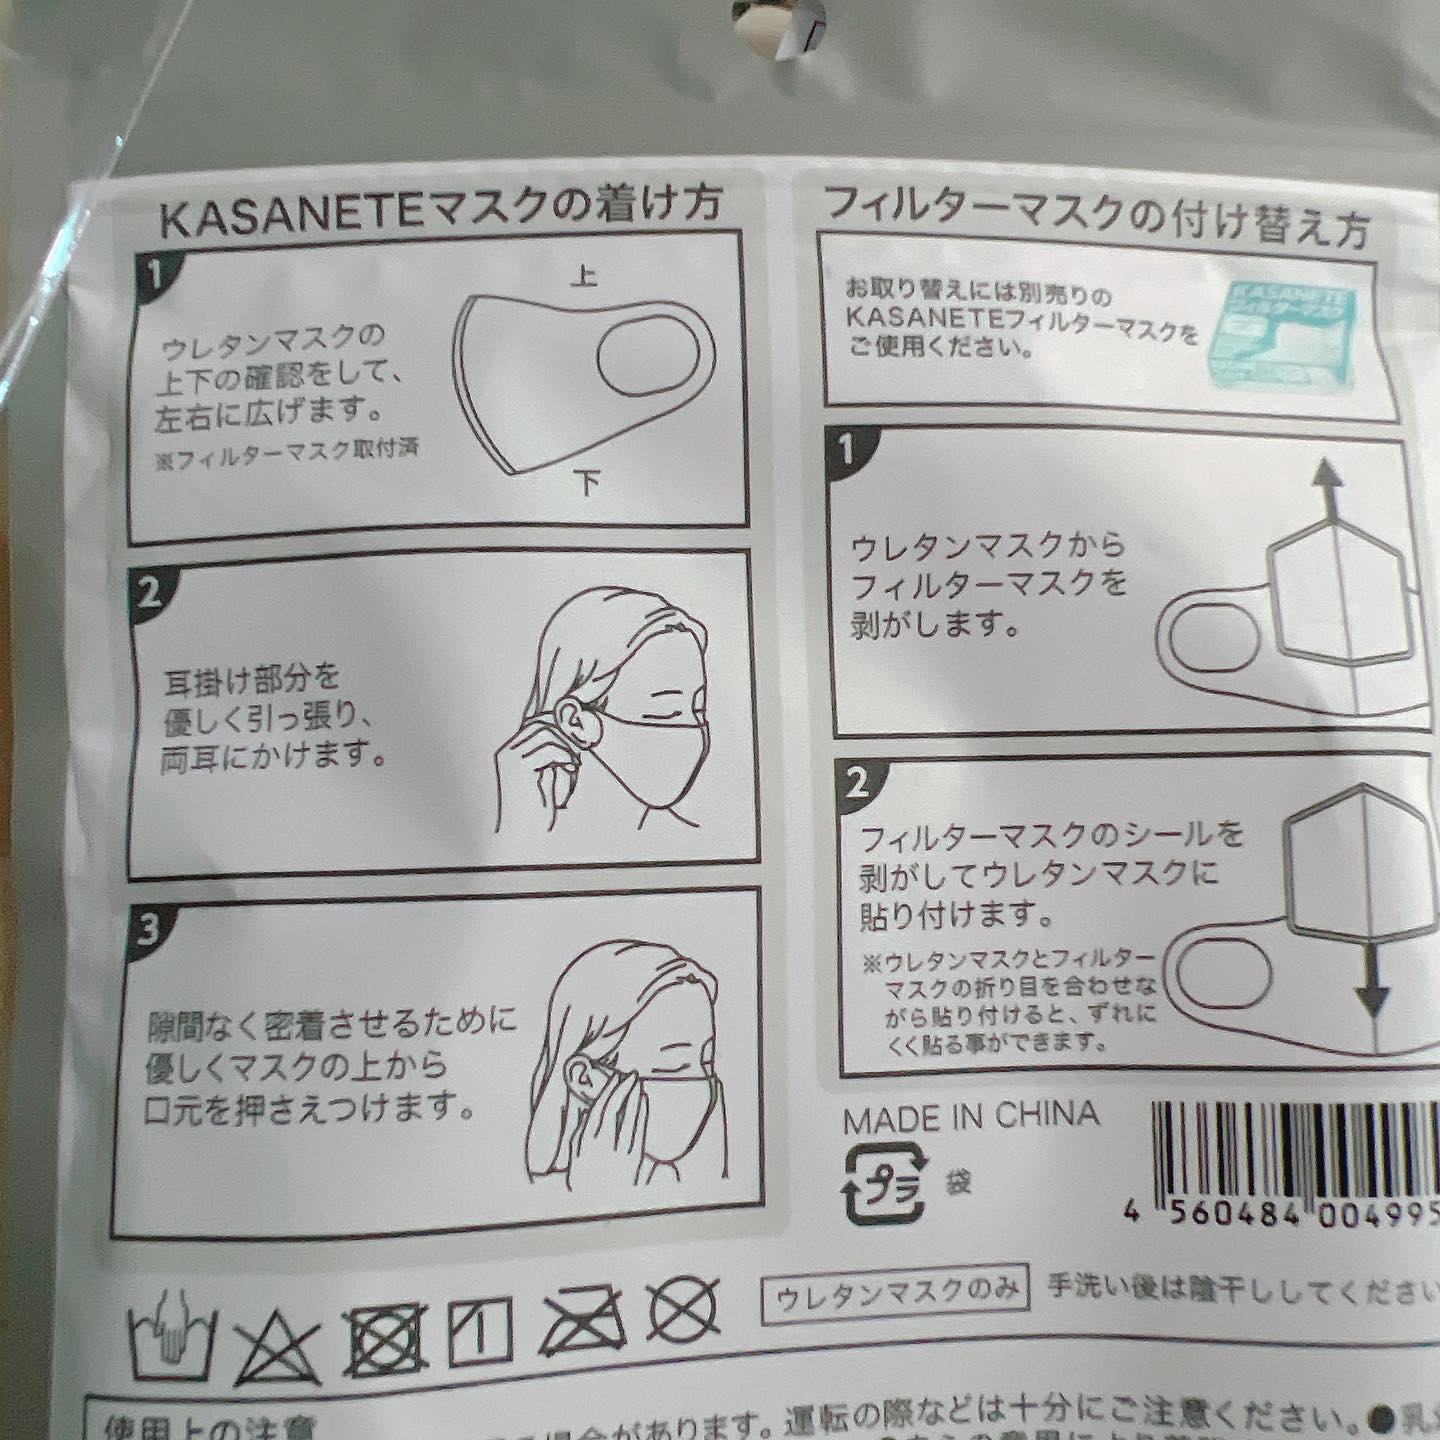 KASANETEマスクの着け方
1
上
ウレタンマスクの
上下の確認をして、
左右に広げます。
※フィルターマスク取付済
下
2
耳掛け部分を
優しく引っ張り、
両耳にかけます。
3
隙間なく密着させるために
優しくマスクの上から
口元を押さえつけます。
フィルターマスクの付け替え方
お取り替えには別売りの
KASANETEフィルターマスクを
ご使用ください。
KASANETE
フィルターマスク
1
ウレタンマスクから
フィルターマスクを
剥がします。
2
フィルターマスクのシールを
剥がしてウレタンマスクに
貼り付けます。
※ウレタンマスクとフィルター
マスクの折り目を合わせな
がら貼り付けると、ずれに
くく貼る事ができます。
MADE IN CHINA
プラ 袋
4 560484 004995
ウレタンマスクのみ 手洗い後は陰干ししてください
使用上の注意
場合があります。運転の際などは十分にご注意ください。●乳